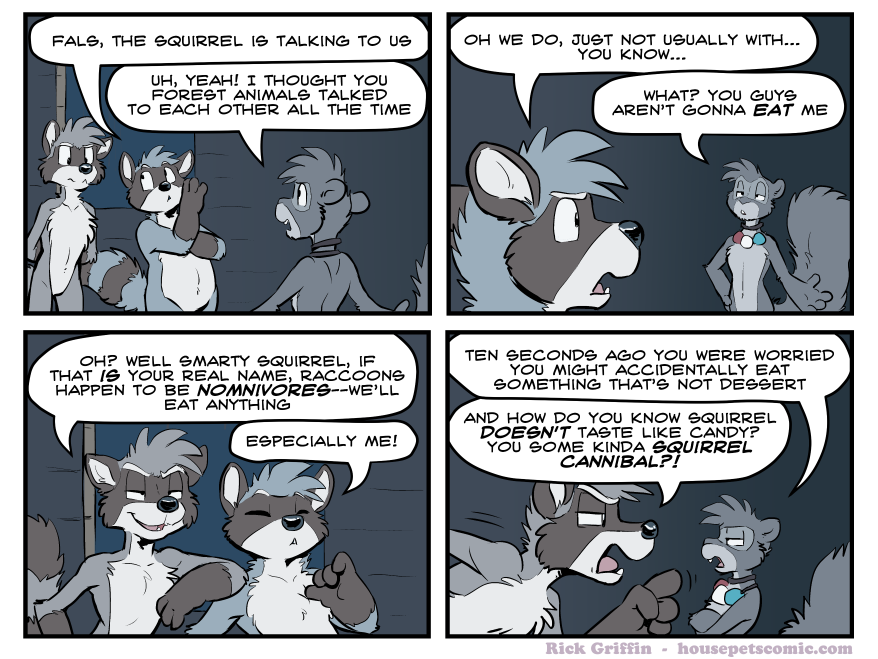 FALS, THE SQUIRREL IS TALKING TO US
UH, YEAH! I THOUGHT YOU
FOREST ANIMALS TALKED
TO EACH OTHER ALL THE TIME
OH WE DO, JUST NOT USUALLY WITH...
YOU KNOW...
WHAT? YOU GUYS
AREN'T GONNA EAT ME
OH? WELL SMARTY SQUIRREL, IF
THAT IS YOUR REAL NAME, RACCOONS
HAPPEN TO BE NOMNIVORES--WE'LL
EAT ANYTHING
ESPECIALLY ME!
TEN SECONDS AGO YOU WERE WORRIED
YOU MIGHT ACCIDENTALLY EAT
SOMETHING THAT'S NOT DESSERT
AND HOW DO YOU KNOW SQUIRREL
DOESN'T TASTE LIKE CANDY?
YOU SOME KINDA SQUIRREL
CANNIBAL?!
Rick Griffin - housepetscomic.com